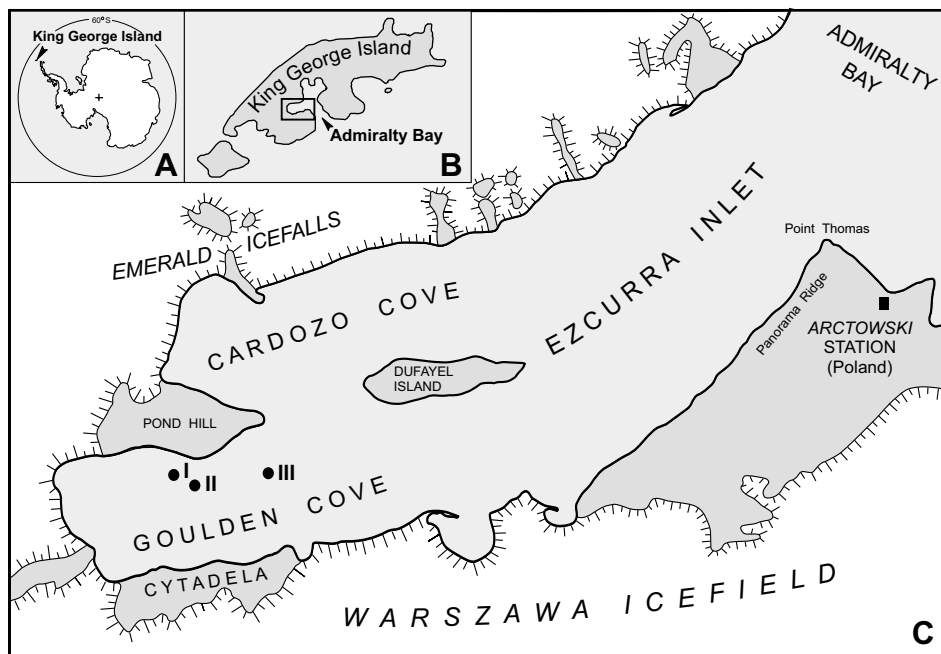 60°S
King George Island
A
King George Island
Admiralty Bay
B
ADMIRALTY
BAY
EMERALD ICEFALLS
CARDOZO COVE
EZCURRA INLET
Point Thomas
Panorama Ridge
ARCTOWSKI
STATION
(Poland)
DUFAYEL
ISLAND
POND HILL
I
II
III
GOULDEN COVE
CYTADELA
WARSZAWA ICEFIELD
C